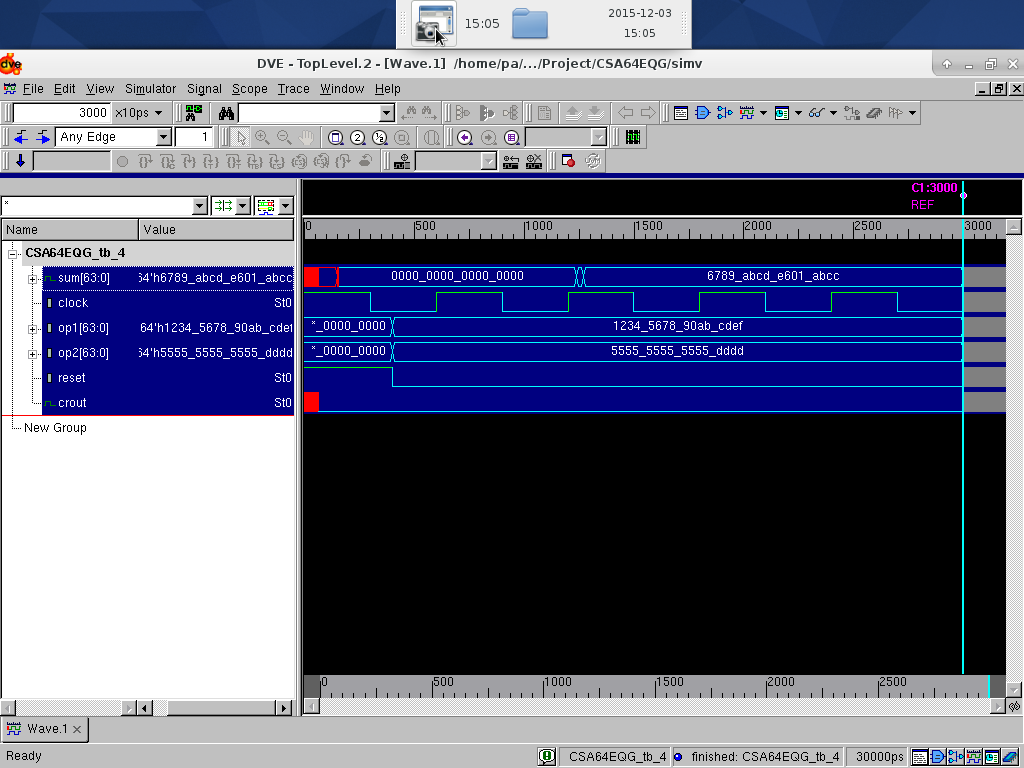 15:05
2015-12-03
15:05
dve
DVE - TopLevel.2 - [Wave.1] /home/pa/.../Project/CSA64EQG/simv
File Edit View Simulator Signal Scope Trace Window Help
3000 x10ps
Any Edge 1
*
C1:3000
REF
Name Value
0 500 1000 1500 2000 2500 3000
CSA64EQG_tb_4
sum[63:0] 64'h6789_abcd_e601_abcc 0000_0000_0000_0000 6789_abcd_e601_abcc
clock St0
op1[63:0] 64'h1234_5678_90ab_cdef *_0000_0000 1234_5678_90ab_cdef
op2[63:0] 64'h5555_5555_5555_dddd *_0000_0000 5555_5555_5555_dddd
reset St0
crout St0
New Group
0 500 1000 1500 2000 2500
Wave.1
Ready CSA64EQG_tb_4 finished: CSA64EQG_tb_4 30000ps